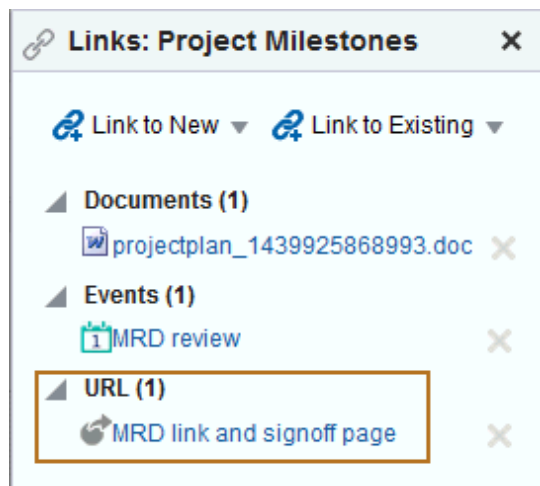 Links: Project Milestones
Link to New Link to Existing
Documents (1)
projectplan_1439925868993.doc
Events (1)
1 MRD review
URL (1)
MRD link and signoff page